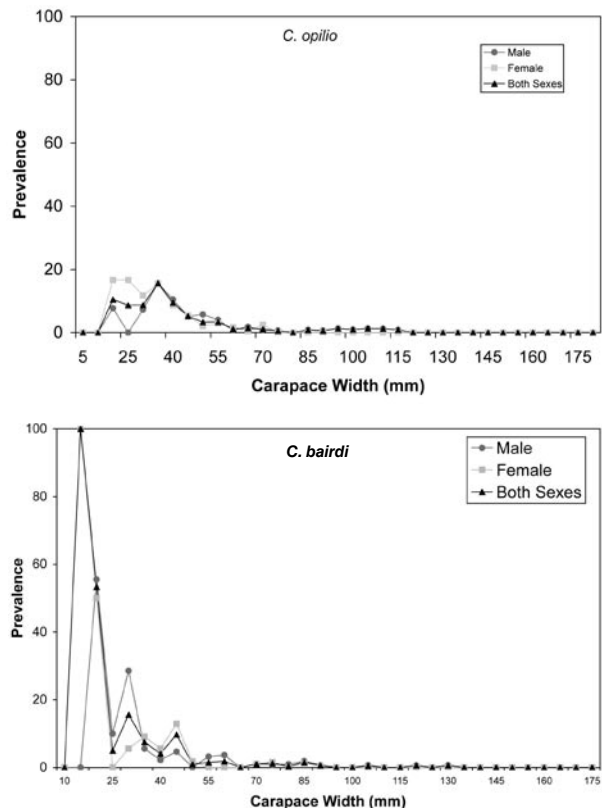 C. opilio
Male
Female
Both Sexes
Prevalence
100
80
60
40
20
0
5 25 40 55 70 85 100 115 130 145 160 175
Carapace Width (mm)
C. bairdi
Male
Female
Both Sexes
Prevalence
100
80
60
40
20
0
10 25 40 55 70 85 100 115 130 145 160 175
Carapace Width (mm)